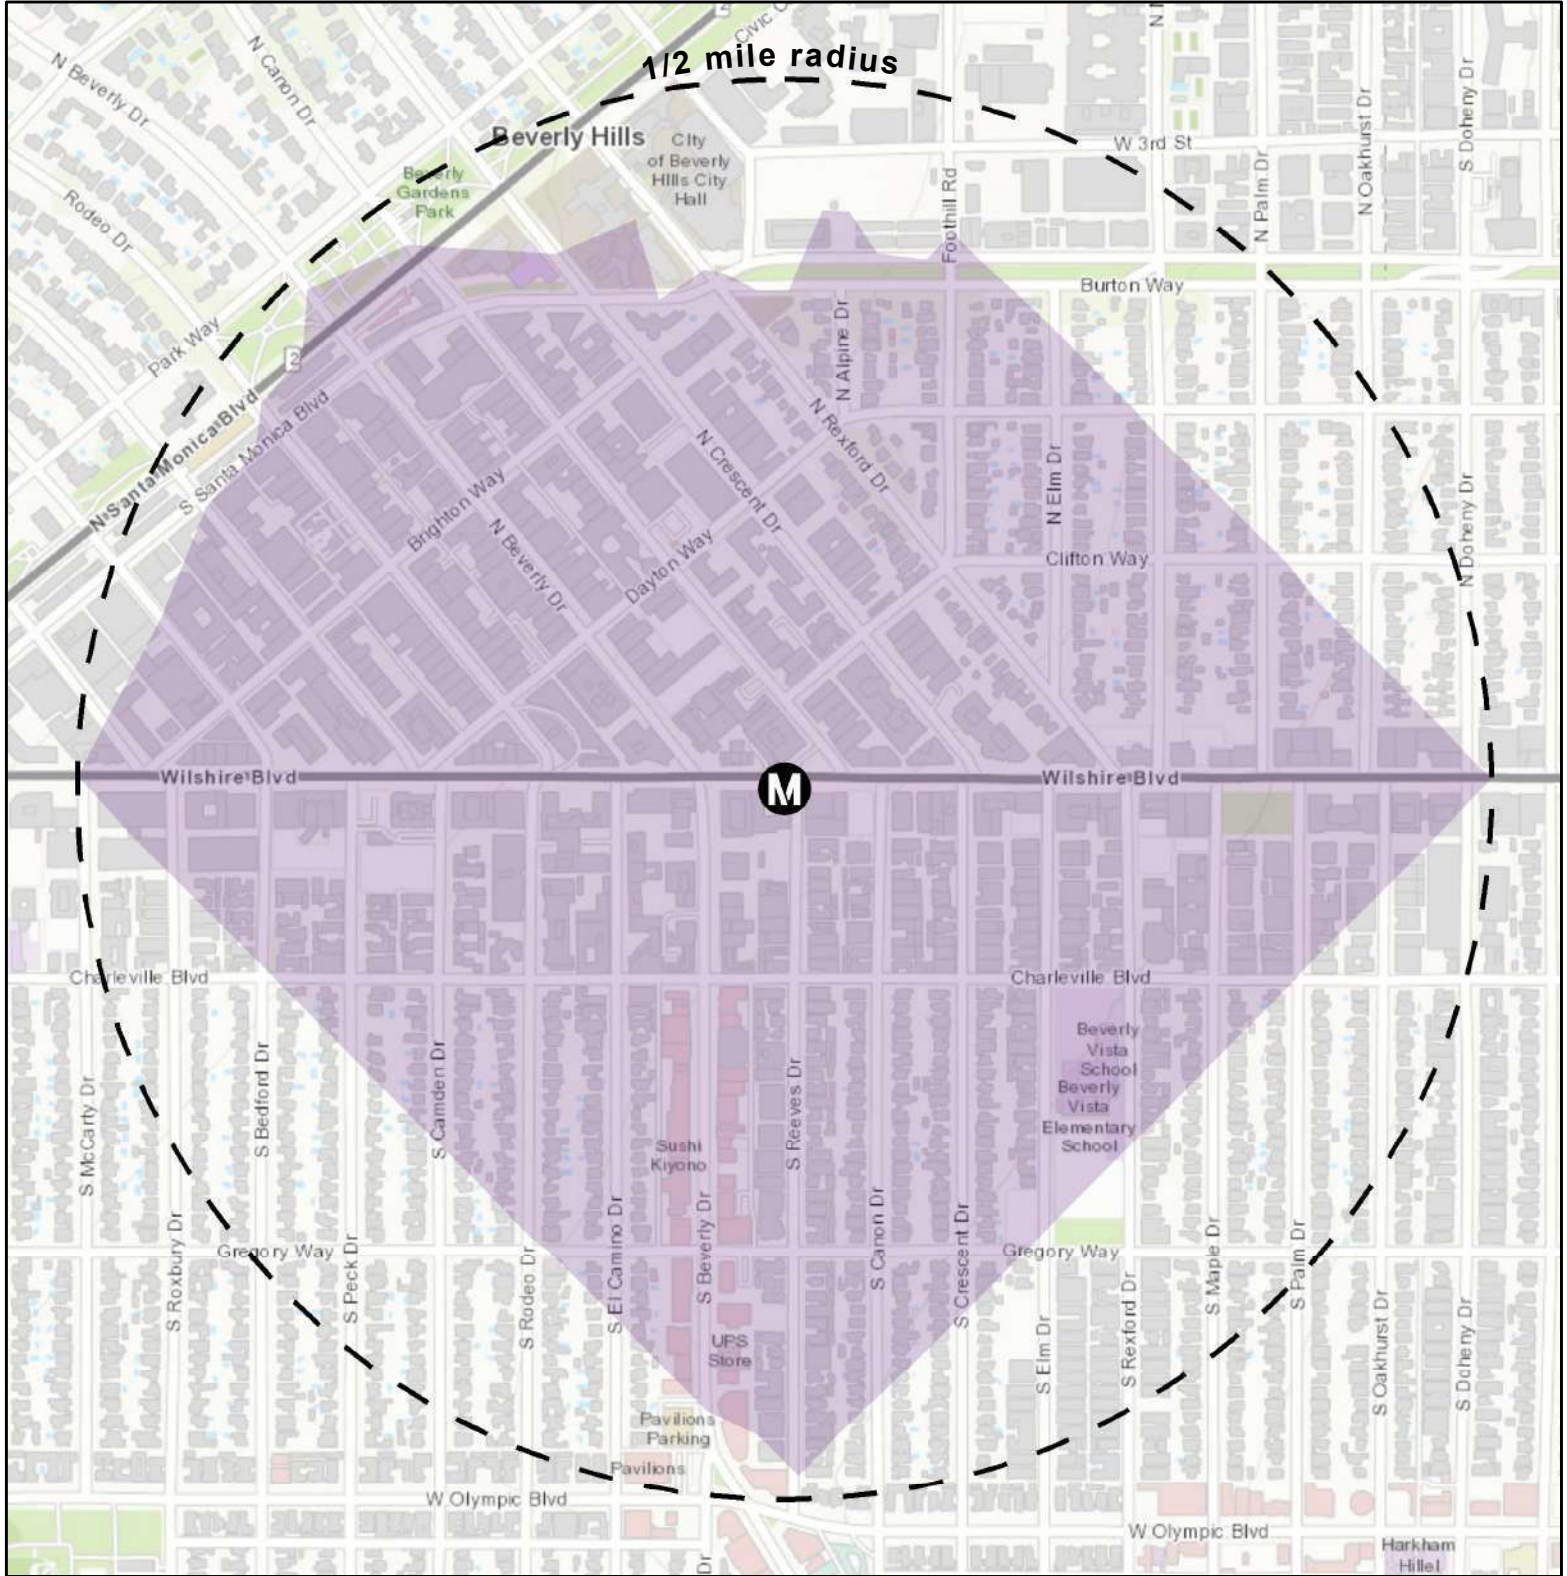 1/2 mile radius
Civic C
N Canon Dr
N Beverly Dr
Beverly Hills
City
of Beverly
Hills City
Hall
W 3rd St
N Oakhurst Dr
S Doheny Dr
Beverly
Gardens
Park
Rodeo Dr
Foothill Rd
N Palm Dr
Burton Way
Park Way
2
N Alpine Dr
N Santa Monica Blvd
S Santa Monica Blvd
N Rexford Dr
N Crescent Dr
Brighton Way
N Elm Dr
N Doheny Dr
N Beverly Dr
Dayton Way
Clifton Way
Wilshire Blvd
M
Wilshire Blvd
Charleville Blvd
Charleville Blvd
Beverly
Vista
School
Beverly
Vista
Elementary
School
S McCarty Dr
S Bedford Dr
S Camden Dr
S Reeves Dr
Sushi
Kiyono
S Roxbury Dr
Gregory Way
S Peck Dr
S Rodeo Dr
S El Camino Dr
S Beverly Dr
S Canon Dr
S Crescent Dr
Gregory Way
S Maple Dr
S Palm Dr
UPS
Store
S Elm Dr
S Rexford Dr
S Oakhurst Dr
S Doheny Dr
Pavilions
Parking
Pavilions
W Olympic Blvd
W Olympic Blvd
Dr
Harkham
Hillel